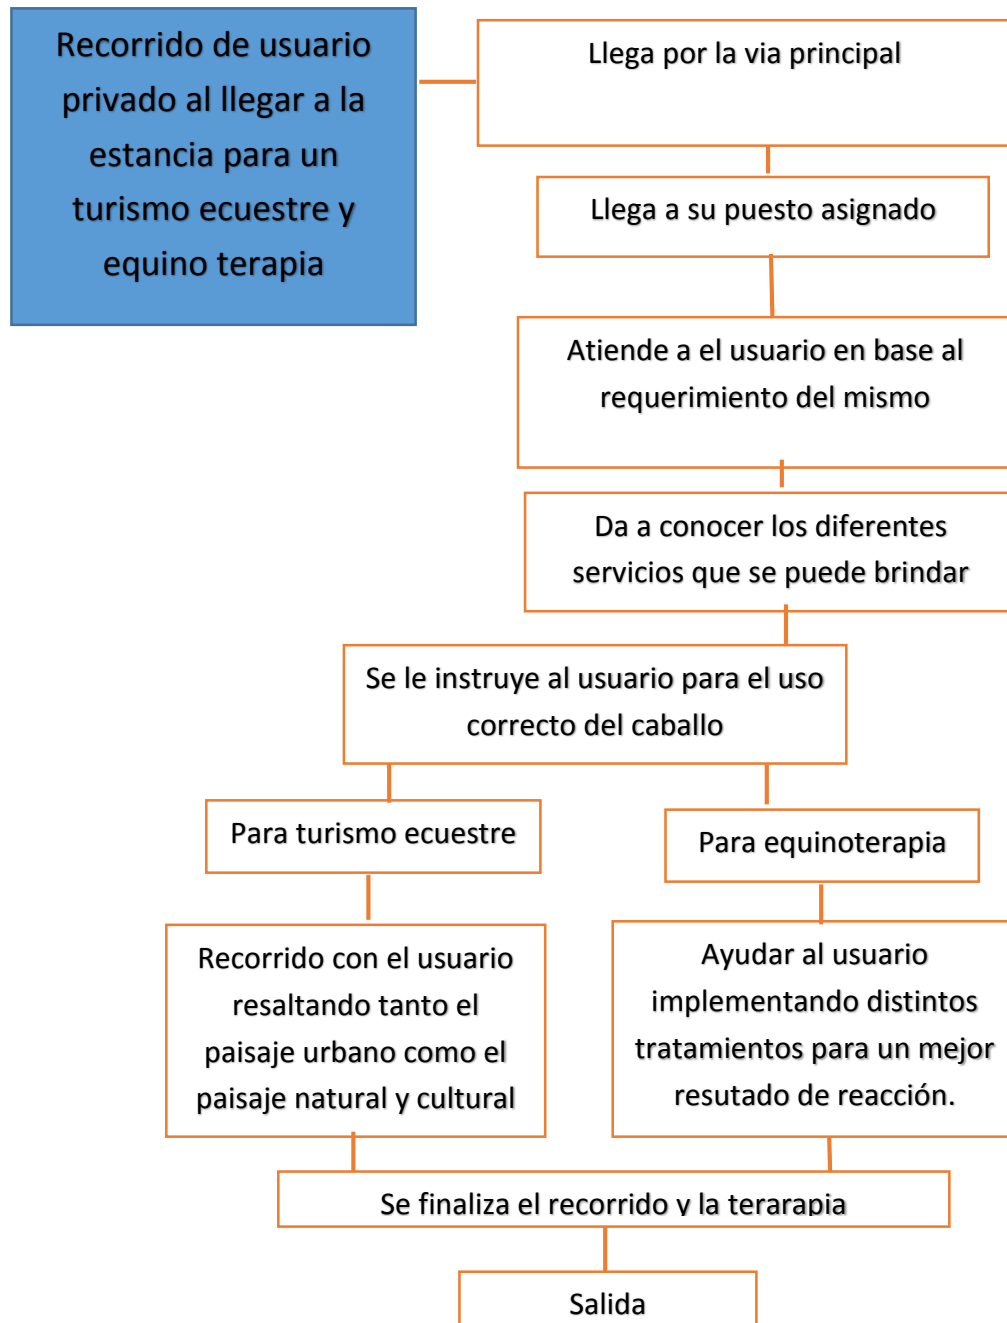 Recorrido de usuario
privado al llegar a la
estancia para un
turismo ecuestre y
equino terapia
Llega por la via principal
Llega a su puesto asignado
Atiende a el usuario en base al
requerimiento del mismo
Da a conocer los diferentes
servicios que se puede brindar
Se le instruye al usuario para el uso
correcto del caballo
Para turismo ecuestre
Para equinoterapia
Recorrido con el usuario
resaltando tanto el
paisaje urbano como el
paisaje natural y cultural
Ayudar al usuario
implementando distintos
tratamientos para un mejor
resutado de reacción.
Se finaliza el recorrido y la terarapia
Salida